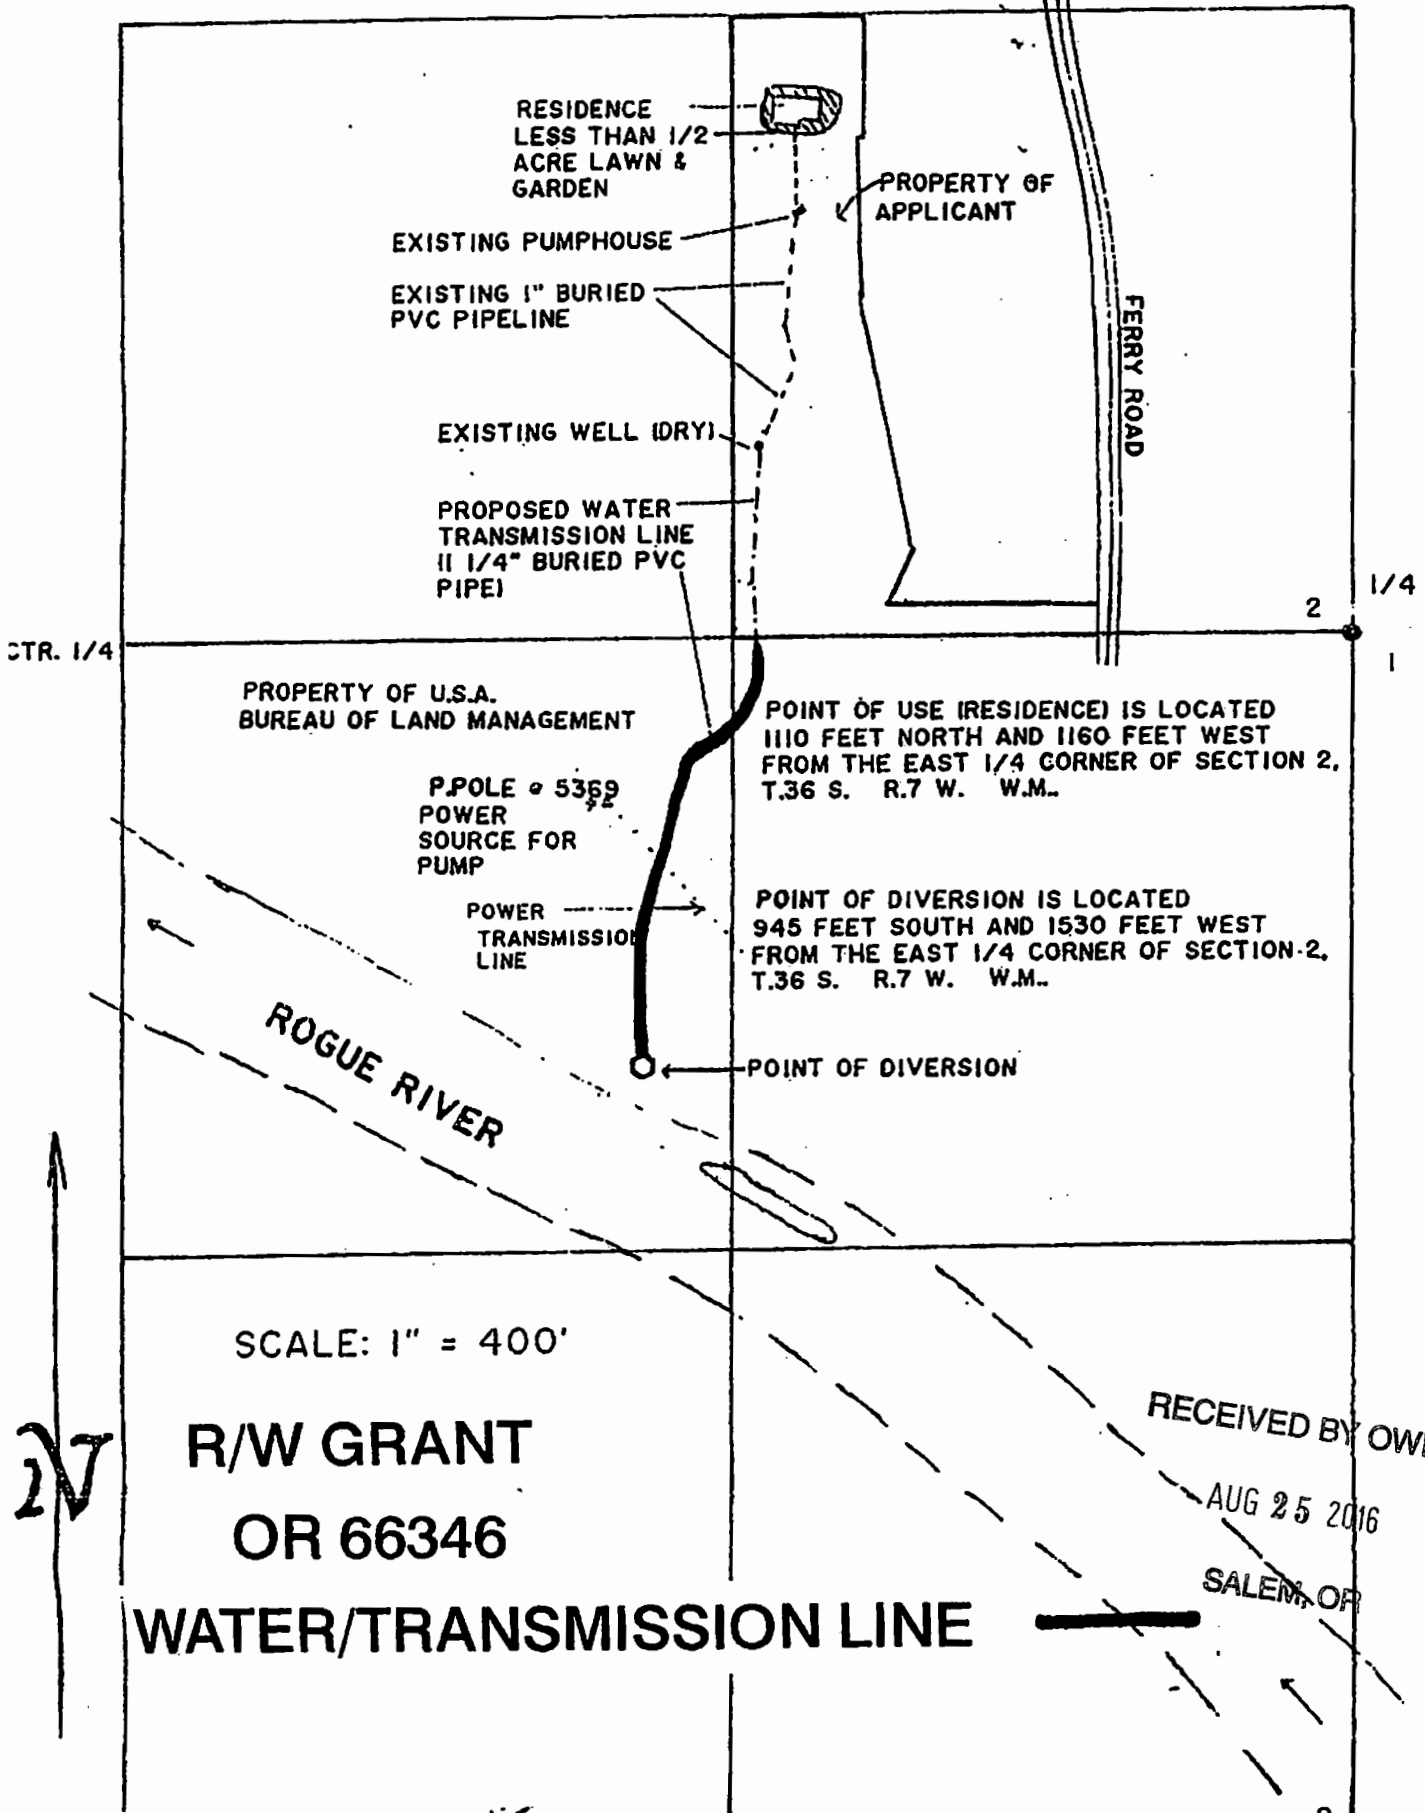 RESIDENCE
LESS THAN 1/2
ACRE LAWN &
GARDEN
PROPERTY OF
APPLICANT
EXISTING PUMPHOUSE
EXISTING 1" BURIED
PVC PIPELINE
FERRY ROAD
EXISTING WELL (DRY)
PROPOSED WATER
TRANSMISSION LINE
(1 1/4" BURIED PVC
PIPE)
1/4
2
CTR. 1/4
1
PROPERTY OF U.S.A.
BUREAU OF LAND MANAGEMENT
POINT OF USE (RESIDENCE) IS LOCATED
1110 FEET NORTH AND 1160 FEET WEST
FROM THE EAST 1/4 CORNER OF SECTION 2,
T.36 S. R.7 W. W.M..
P.POLE @ 5369
POWER
SOURCE FOR
PUMP
POWER
TRANSMISSION
LINE
POINT OF DIVERSION IS LOCATED
945 FEET SOUTH AND 1530 FEET WEST
FROM THE EAST 1/4 CORNER OF SECTION 2,
T.36 S. R.7 W. W.M..
ROGUE RIVER
POINT OF DIVERSION
SCALE: 1" = 400'
N
R/W GRANT
OR 66346
WATER/TRANSMISSION LINE
RECEIVED BY OW
AUG 25 2016
SALEM, OR